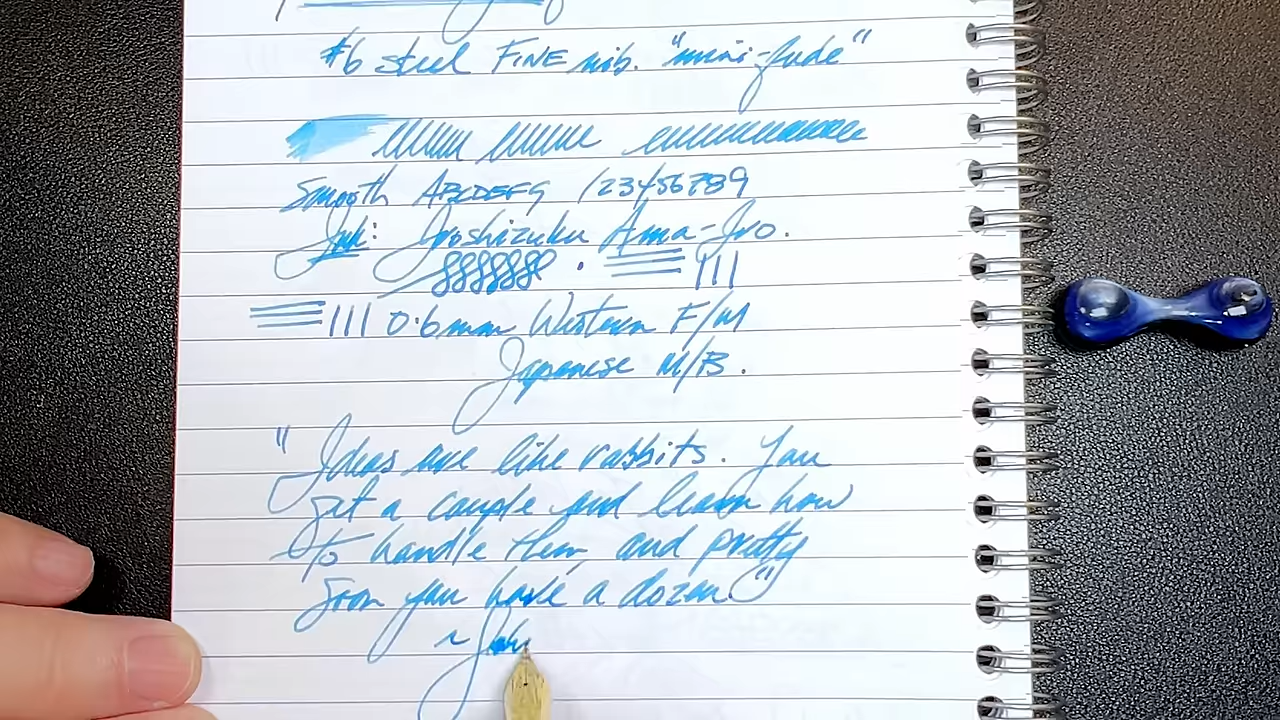 #6 steel FINE nib. "mini-fude"
Smooth ABCDEFG 123456789
Ink: Iroshizuku Ama-Iro.
0.6mm Western F/M
Japanese M/B.
"Ideas are like rabbits. You
get a couple and learn how
to handle them, and pretty
soon you have a dozen"
~ John